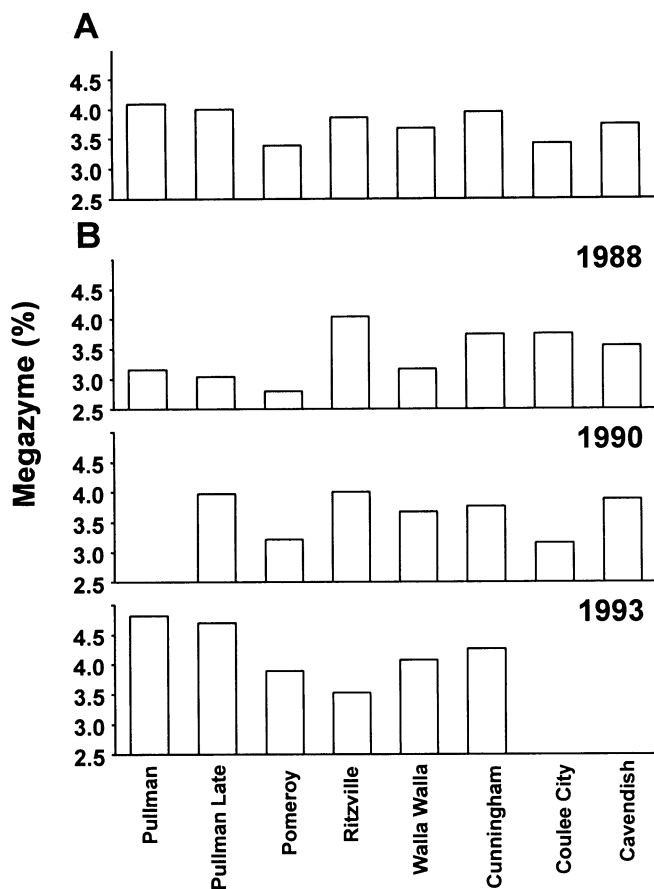 A
4.5
4.0
3.5
3.0
2.5
B
1988
4.5
4.0
3.5
3.0
2.5
1990
4.5
4.0
3.5
3.0
2.5
1993
4.5
4.0
3.5
3.0
2.5
Megazyme (%)
Pullman
Pullman Late
Pomeroy
Ritzville
Walla Walla
Cunningham
Coulee City
Cavendish